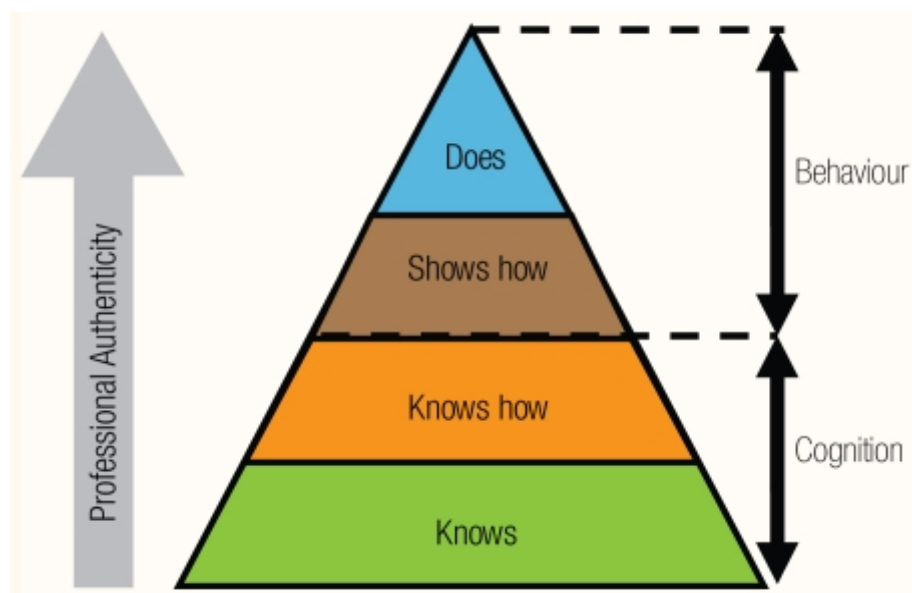 Does
Behaviour
Shows how
Professional Authenticity
Knows how
Cognition
Knows